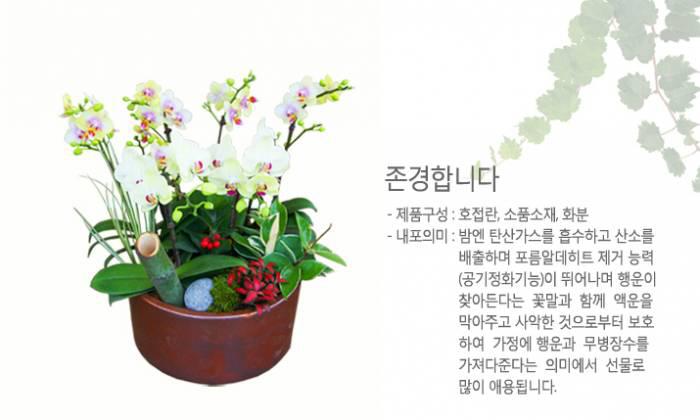 존경합니다
- 제품구성 : 호접란, 소품소재, 화분
- 내포의미 : 밤엔 탄산가스를 흡수하고 산소를
배출하며 포름알데히트 제거 능력
(공기정화기능)이 뛰어나며 행운이
찾아든다는 꽃말과 함께 액운을
막아주고 사악한 것으로부터 보호
하여 가정에 행운과 무병장수를
가져다준다는 의미에서 선물로
많이 애용됩니다.